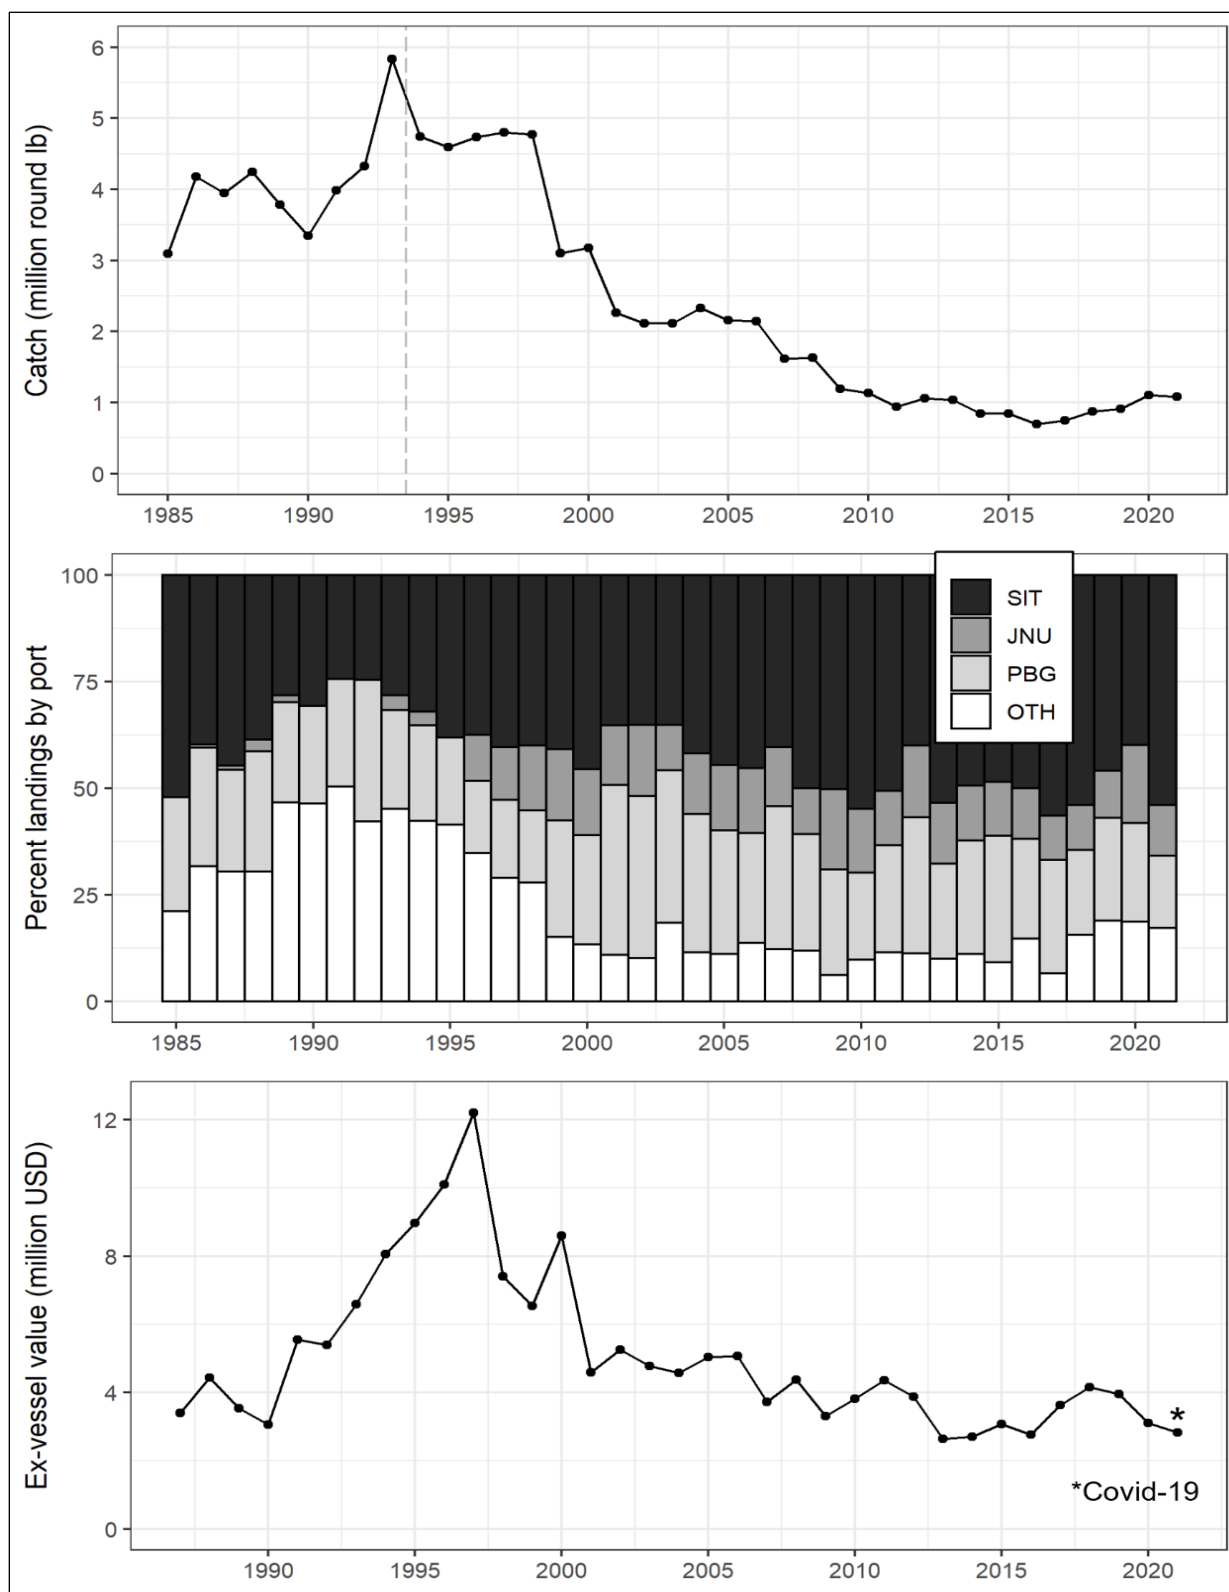 Catch (million round lb)
6
5
4
3
2
1
0
1985 1990 1995 2000 2005 2010 2015 2020
Percent landings by port
100
75
50
25
0
SIT
JNU
PBG
OTH
1985 1990 1995 2000 2005 2010 2015 2020
Ex-vessel value (million USD)
12
8
4
0
*
*Covid-19
1990 1995 2000 2005 2010 2015 2020